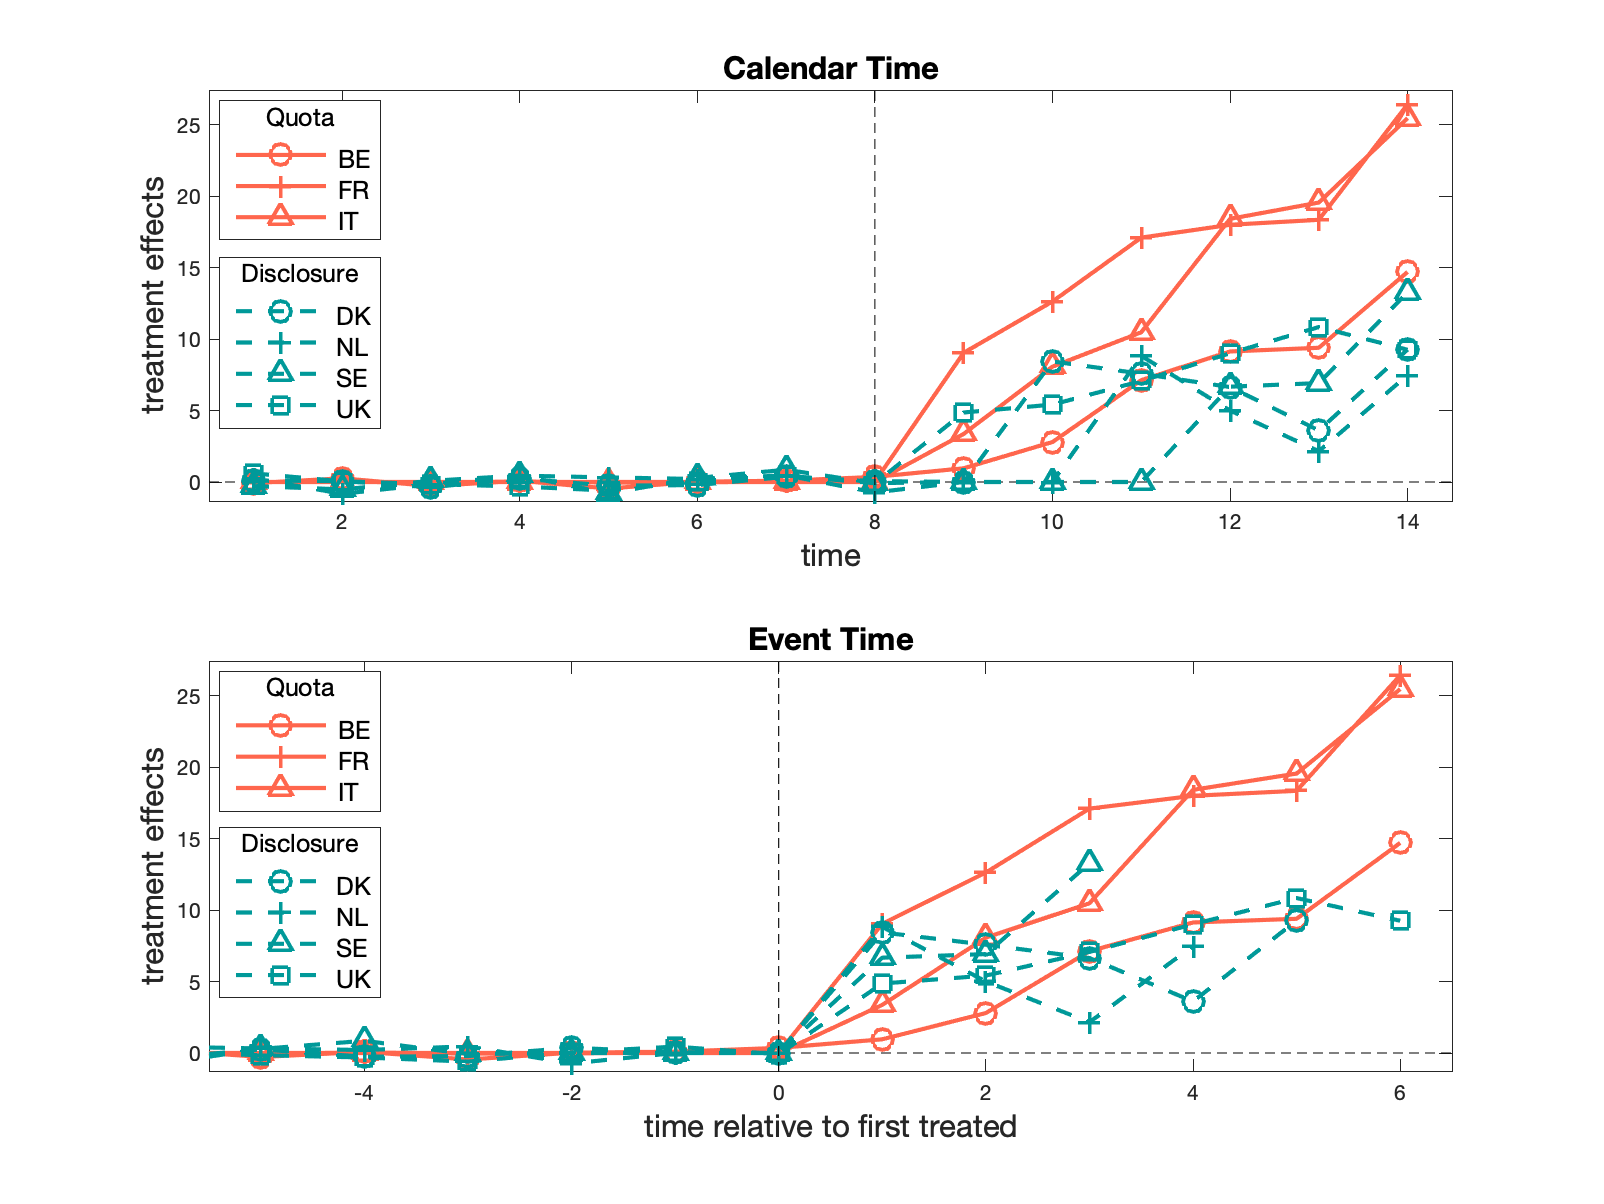 Calendar Time
treatment effects
25
20
15
10
5
0
Quota
BE
FR
IT
Disclosure
DK
NL
SE
UK
2 4 6 8 10 12 14
time
Event Time
treatment effects
25
20
15
10
5
0
Quota
BE
FR
IT
Disclosure
DK
NL
SE
UK
-4 -2 0 2 4 6
time relative to first treated